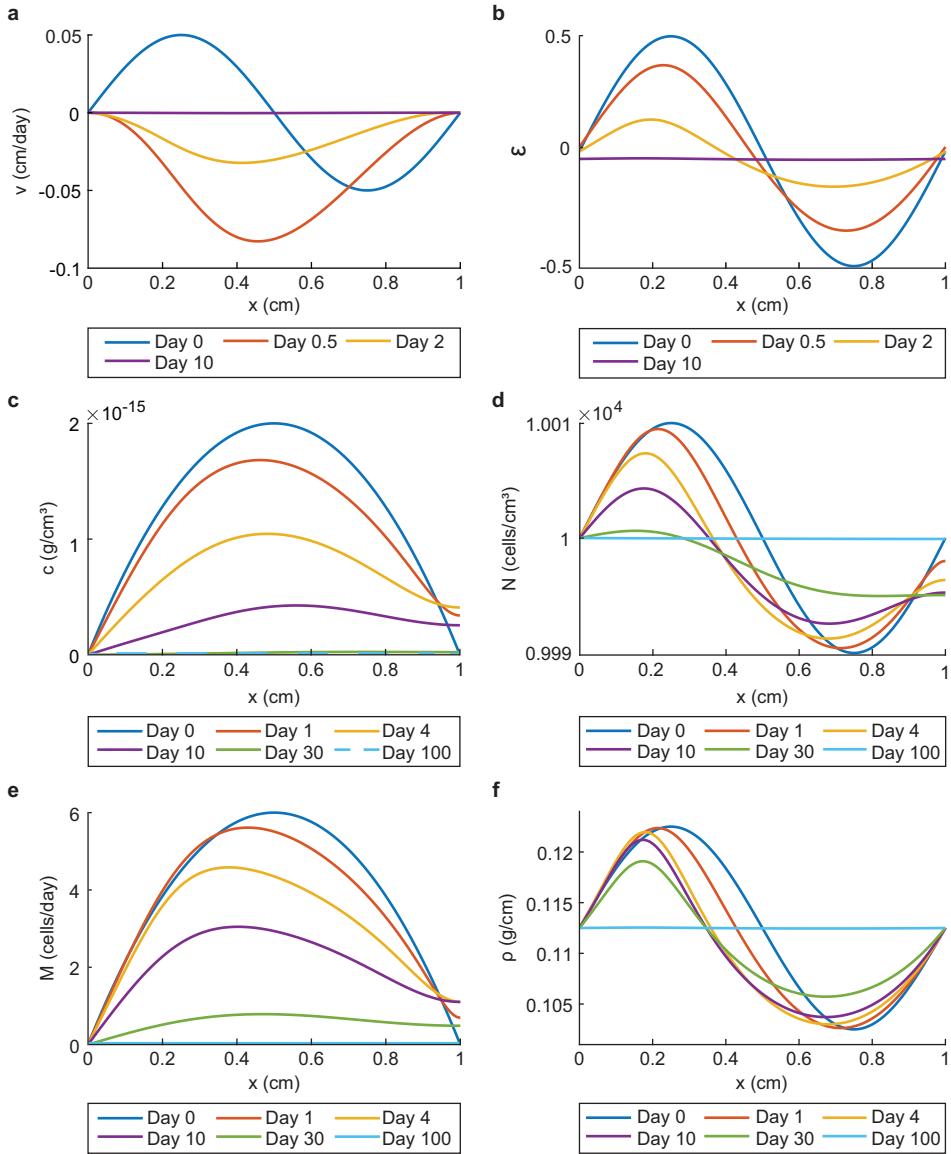 a
0.05
0
-0.05
-0.1
v (cm/day)
0 0.2 0.4 0.6 0.8 1
x (cm)
Day 0 Day 0.5 Day 2
Day 10
b
0.5
0
-0.5
ε
0 0.2 0.4 0.6 0.8 1
x (cm)
Day 0 Day 0.5 Day 2
Day 10
c
×10-15
2
1
0
c (g/cm³)
0 0.2 0.4 0.6 0.8 1
x (cm)
Day 0 Day 1 Day 4
Day 10 Day 30 Day 100
d
×10⁴
1.001
1
0.999
N (cells/cm³)
0 0.2 0.4 0.6 0.8 1
x (cm)
Day 0 Day 1 Day 4
Day 10 Day 30 Day 100
e
6
4
2
0
M (cells/day)
0 0.2 0.4 0.6 0.8 1
x (cm)
Day 0 Day 1 Day 4
Day 10 Day 30 Day 100
f
0.12
0.115
0.11
0.105
ρ (g/cm)
0 0.2 0.4 0.6 0.8 1
x (cm)
Day 0 Day 1 Day 4
Day 10 Day 30 Day 100